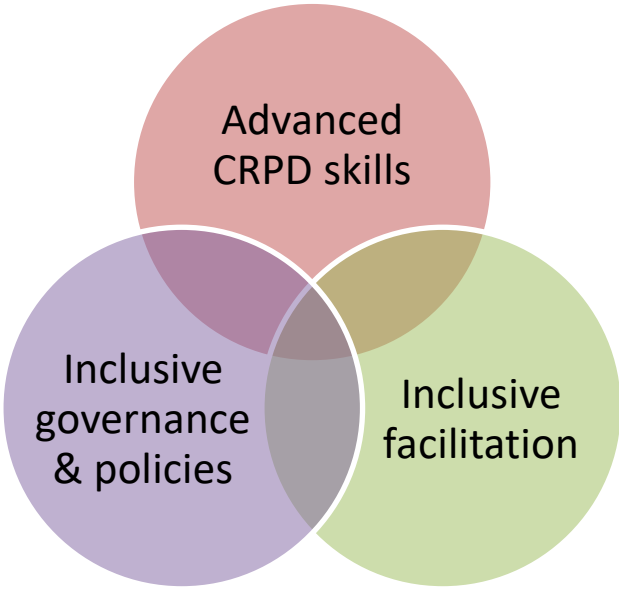 Advanced
CRPD skills
Inclusive
governance
& policies
Inclusive
facilitation